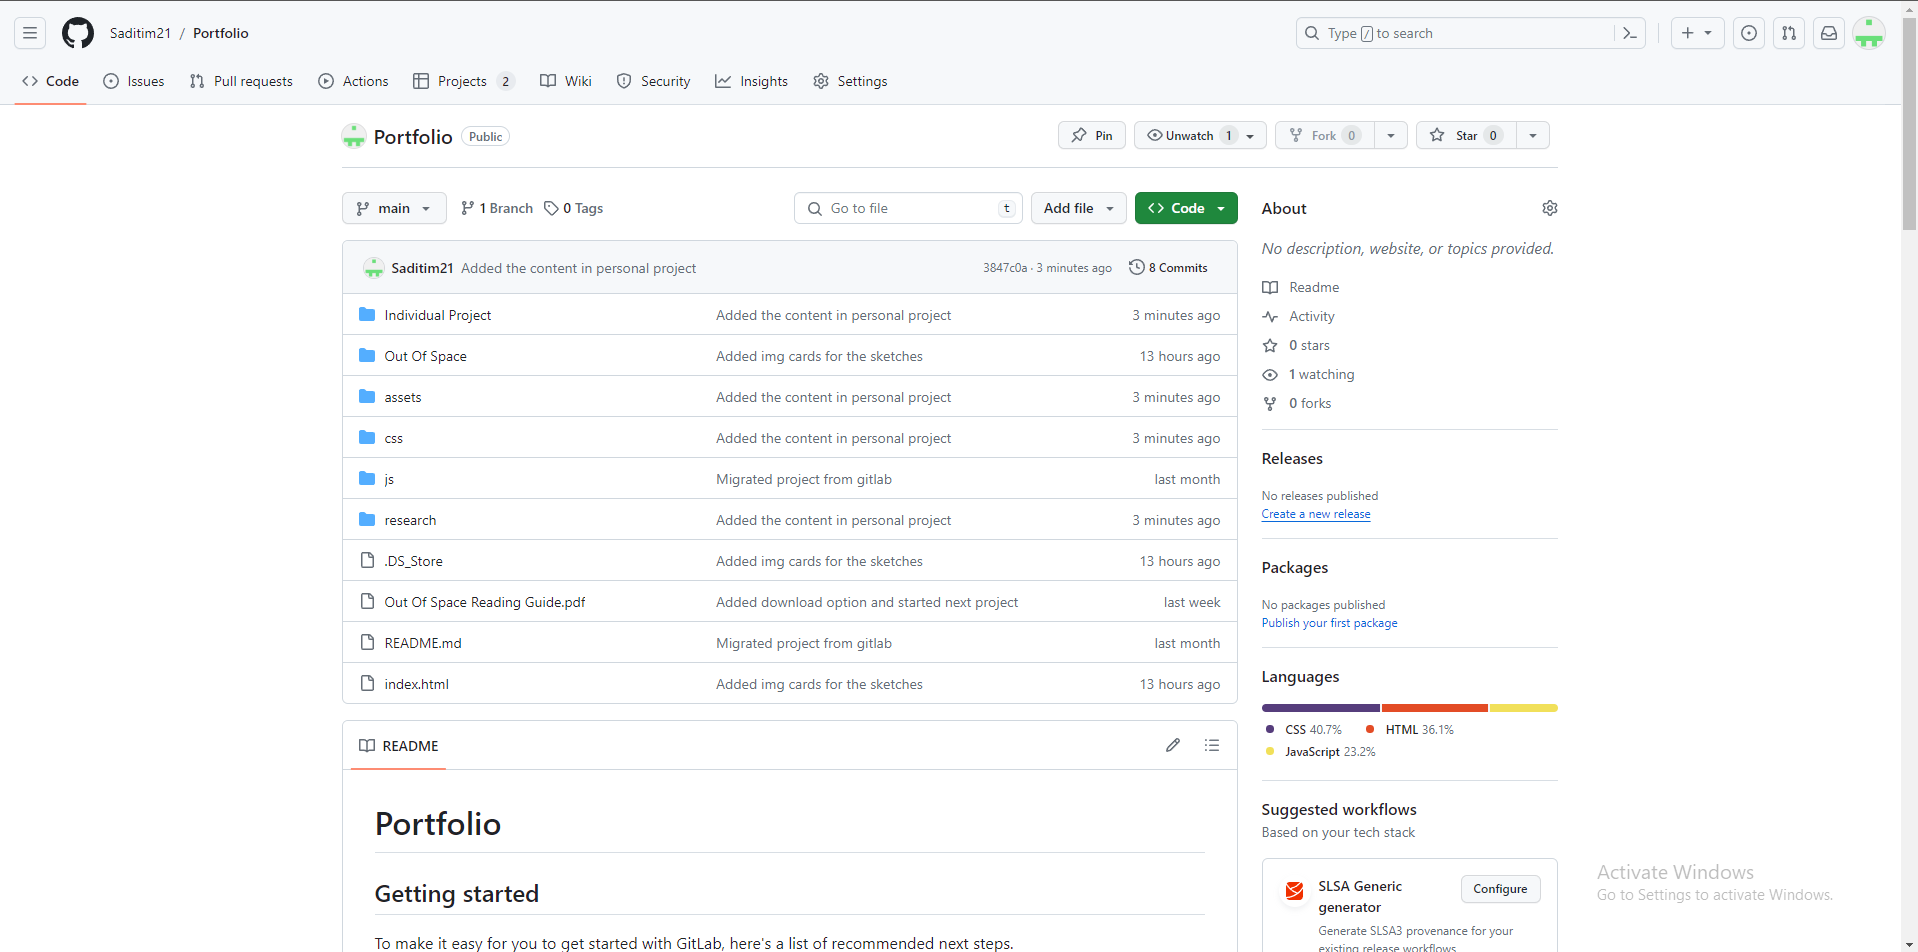 Saditim21 / Portfolio
Type / to search
Code Issues Pull requests Actions Projects 2 Wiki Security Insights Settings
Portfolio Public
Pin Unwatch 1 Fork 0 Star 0
main 1 Branch 0 Tags Go to file t Add file Code
Saditim21 Added the content in personal project 3847c0a · 3 minutes ago 8 Commits
Individual Project Added the content in personal project 3 minutes ago
Out Of Space Added img cards for the sketches 13 hours ago
assets Added the content in personal project 3 minutes ago
css Added the content in personal project 3 minutes ago
js Migrated project from gitlab last month
research Added the content in personal project 3 minutes ago
.DS_Store Added img cards for the sketches 13 hours ago
Out Of Space Reading Guide.pdf Added download option and started next project last week
README.md Migrated project from gitlab last month
index.html Added img cards for the sketches 13 hours ago
README
Portfolio
Getting started
To make it easy for you to get started with GitLab, here's a list of recommended next steps.
About
No description, website, or topics provided.
Readme
Activity
0 stars
1 watching
0 forks
Releases
No releases published
Create a new release
Packages
No packages published
Publish your first package
Languages
CSS 40.7% HTML 36.1%
JavaScript 23.2%
Suggested workflows
Based on your tech stack
SLSA Generic
generator
Configure
Generate SLSA3 provenance for your
existing release workflows
Activate Windows
Go to Settings to activate Windows.